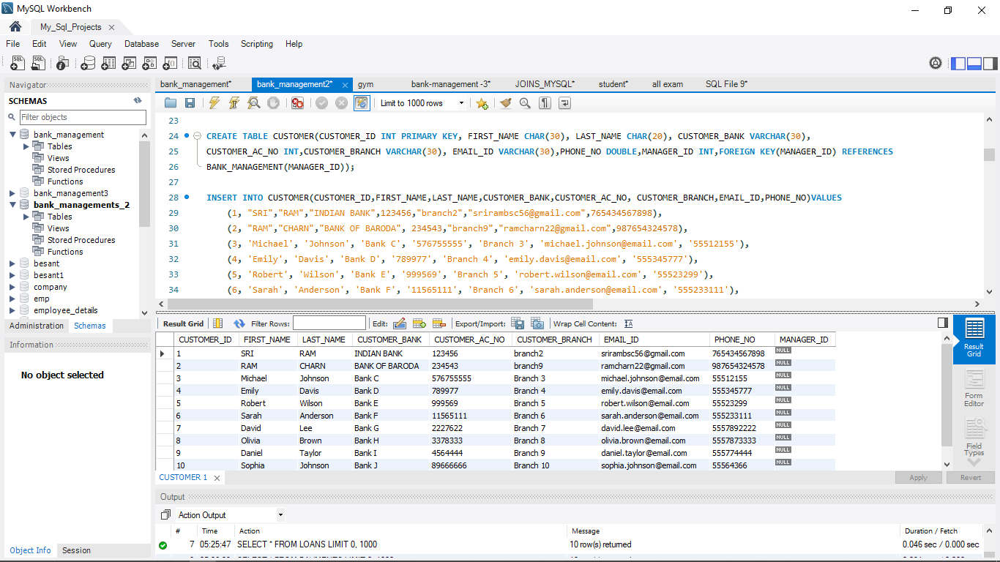 MySQL Workbench
My_Sql_Projects
File Edit View Query Database Server Tools Scripting Help
Navigator
SCHEMAS
Filter objects
bank_management
Tables
Views
Stored Procedures
Functions
bank_management3
bank_managements_2
Tables
Views
Stored Procedures
Functions
besant
besant1
company
emp
employee_details
Administration Schemas
Information
No object selected
Object Info Session
bank_management* bank_management2* gym bank-management -3* JOINS_MYSQL* student* all exam SQL File 9*
Limit to 1000 rows
23
24 CREATE TABLE CUSTOMER(CUSTOMER_ID INT PRIMARY KEY, FIRST_NAME CHAR(30), LAST_NAME CHAR(20), CUSTOMER_BANK VARCHAR(30),
25 CUSTOMER_AC_NO INT,CUSTOMER_BRANCH VARCHAR(30), EMAIL_ID VARCHAR(30),PHONE_NO DOUBLE,MANAGER_ID INT,FOREIGN KEY(MANAGER_ID) REFERENCES
26 BANK_MANAGEMENT(MANAGER_ID));
27
28 INSERT INTO CUSTOMER(CUSTOMER_ID,FIRST_NAME,LAST_NAME,CUSTOMER_BANK,CUSTOMER_AC_NO, CUSTOMER_BRANCH,EMAIL_ID,PHONE_NO)VALUES
29 (1, "SRI","RAM","INDIAN BANK",123456,"branch2","srirambsc56@gmail.com",765434567898),
30 (2, "RAM","CHARN","BANK OF BARODA", 234543,"branch9","ramcharn22@gmail.com",987654324578),
31 (3, 'Michael', 'Johnson', 'Bank C', '576755555', 'Branch 3', 'michael.johnson@email.com', '55512155'),
32 (4, 'Emily', 'Davis', 'Bank D', '789977', 'Branch 4', 'emily.davis@email.com', '555345777'),
33 (5, 'Robert', 'Wilson', 'Bank E', '999569', 'Branch 5', 'robert.wilson@email.com', '55523299'),
34 (6, 'Sarah', 'Anderson', 'Bank F', '11565111', 'Branch 6', 'sarah.anderson@email.com', '555233111'),
Result Grid Filter Rows: Edit: Export/Import: Wrap Cell Content:
CUSTOMER_ID FIRST_NAME LAST_NAME CUSTOMER_BANK CUSTOMER_AC_NO CUSTOMER_BRANCH EMAIL_ID PHONE_NO MANAGER_ID
1 SRI RAM INDIAN BANK 123456 branch2 srirambsc56@gmail.com 765434567898 NULL
2 RAM CHARN BANK OF BARODA 234543 branch9 ramcharn22@gmail.com 987654324578 NULL
3 Michael Johnson Bank C 576755555 Branch 3 michael.johnson@email.com 55512155 NULL
4 Emily Davis Bank D 789977 Branch 4 emily.davis@email.com 555345777 NULL
5 Robert Wilson Bank E 999569 Branch 5 robert.wilson@email.com 55523299 NULL
6 Sarah Anderson Bank F 11565111 Branch 6 sarah.anderson@email.com 555233111 NULL
7 David Lee Bank G 2227622 Branch 7 david.lee@email.com 5557892222 NULL
8 Olivia Brown Bank H 3378333 Branch 8 olivia.brown@email.com 5557873333 NULL
9 Daniel Taylor Bank I 4564444 Branch 9 daniel.taylor@email.com 555774444 NULL
10 Sophia Johnson Bank J 89666666 Branch 10 sophia.johnson@email.com 55564366 NULL
Result
Grid
Form
Editor
Field
Types
CUSTOMER 1
Apply Revert
Output
Action Output
# Time Action Message Duration / Fetch
7 05:25:47 SELECT * FROM LOANS LIMIT 0, 1000 10 row(s) returned 0.046 sec / 0.000 sec